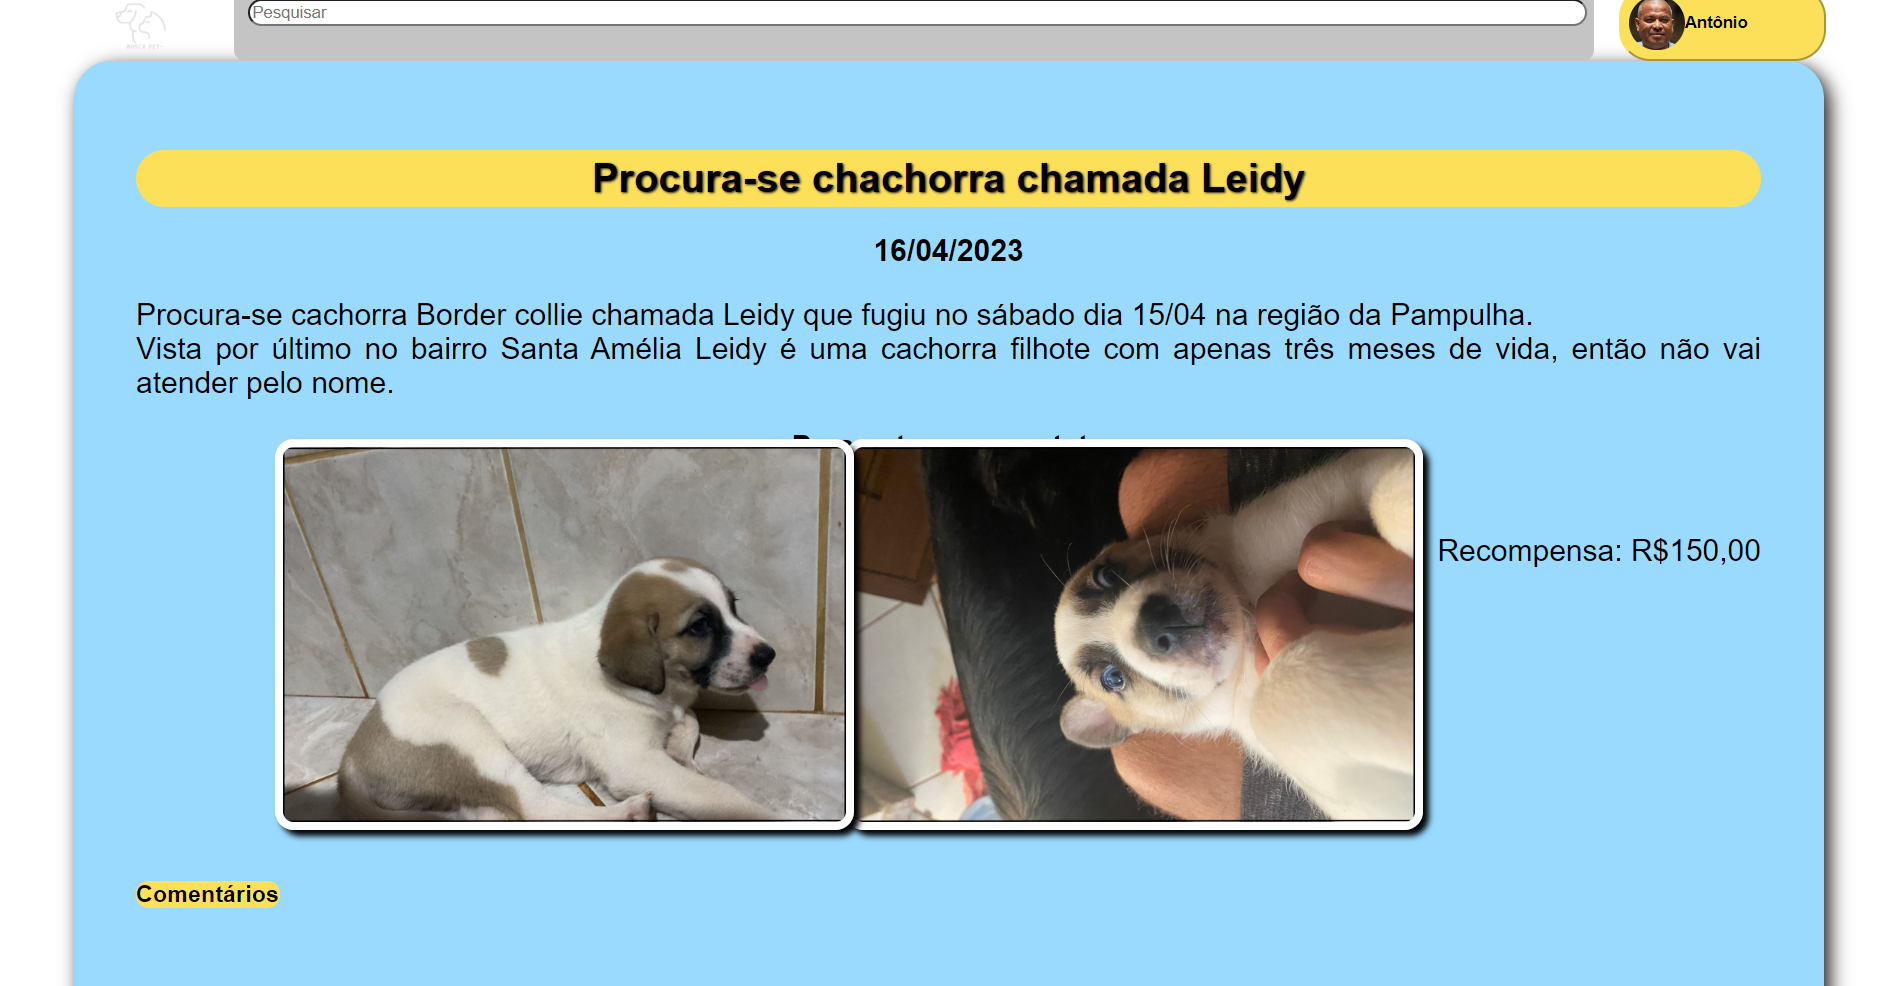 Pesquisar
Antônio
BUSCA PET
Procura-se chachorra chamada Leidy
16/04/2023
Procura-se cachorra Border collie chamada Leidy que fugiu no sábado dia 15/04 na região da Pampulha.
Vista por último no bairro Santa Amélia Leidy é uma cachorra filhote com apenas três meses de vida, então não vai
atender pelo nome.
Recompensa: R$150,00
Comentários